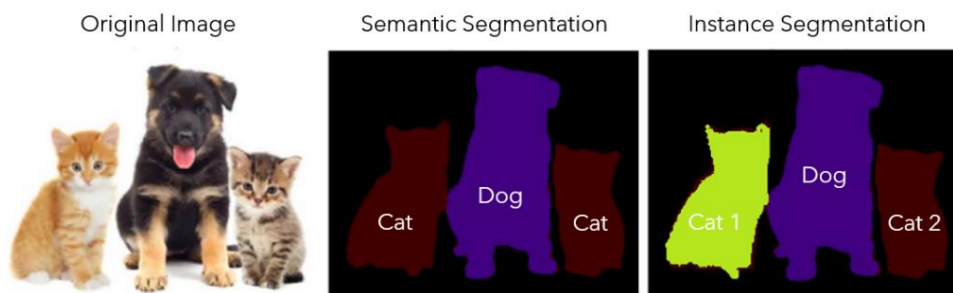 Original Image
Semantic Segmentation
Instance Segmentation
Cat
Dog
Cat
Cat 1
Dog
Cat 2